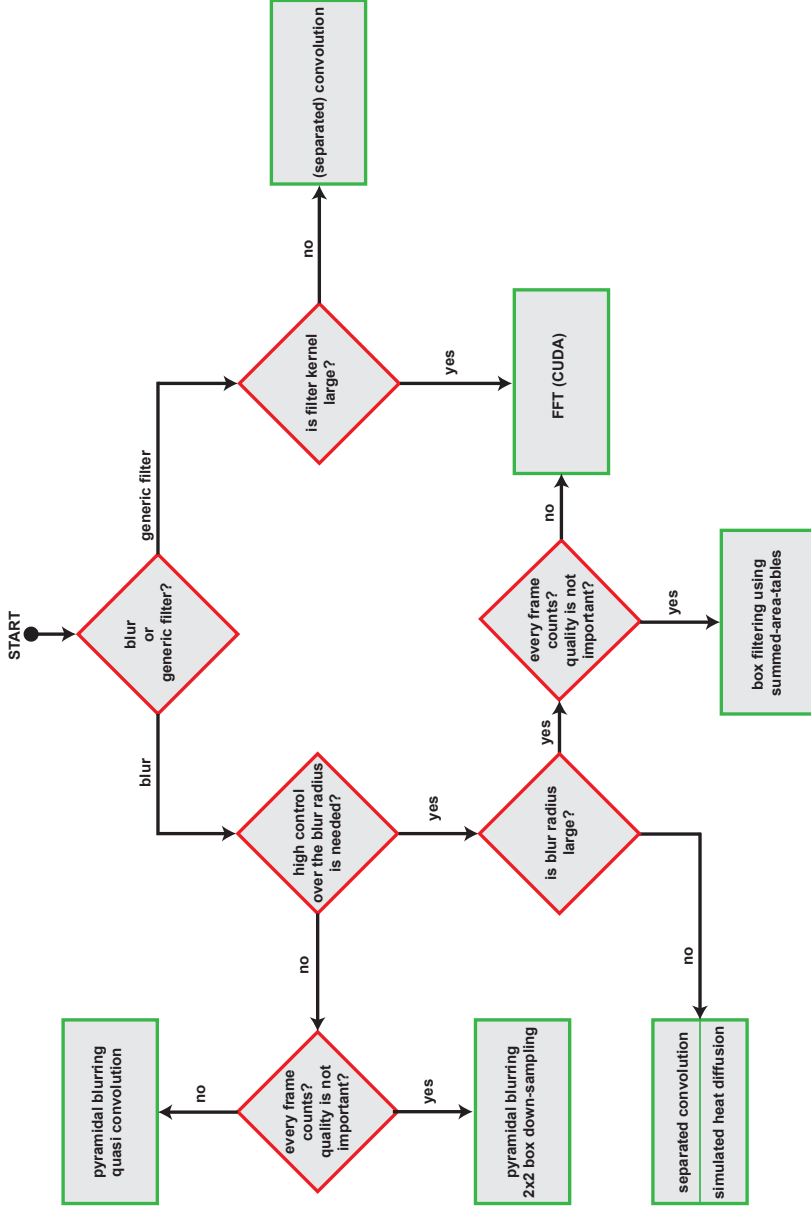 START
blur
or
generic filter?
blur
generic filter
high control
over the blur radius
is needed?
no
yes
is filter kernel
large?
no
yes
(separated) convolution
every frame
counts?
quality is not
important?
no
yes
pyramidal blurring
quasi convolution
pyramidal blurring
2x2 box down-sampling
is blur radius
large?
no
yes
separated convolution
simulated heat diffusion
every frame
counts?
quality is not
important?
no
yes
FFT (CUDA)
box filtering using
summed-area-tables